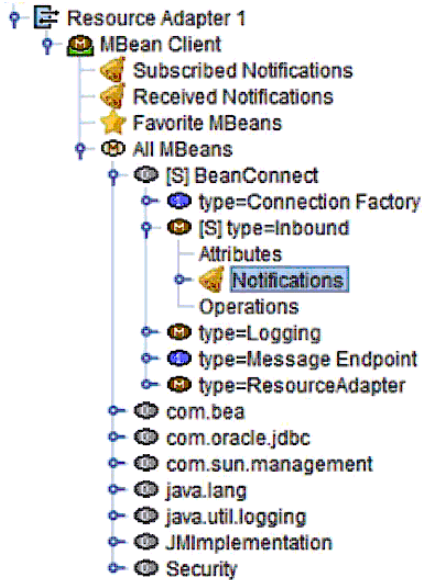 Resource Adapter 1
MBean Client
Subscribed Notifications
Received Notifications
Favorite MBeans
All MBeans
[S] BeanConnect
type=Connection Factory
[S] type=Inbound
Attributes
Notifications
Operations
type=Logging
type=Message Endpoint
type=ResourceAdapter
com.bea
com.oracle.jdbc
com.sun.management
java.lang
java.util.logging
JMImplementation
Security